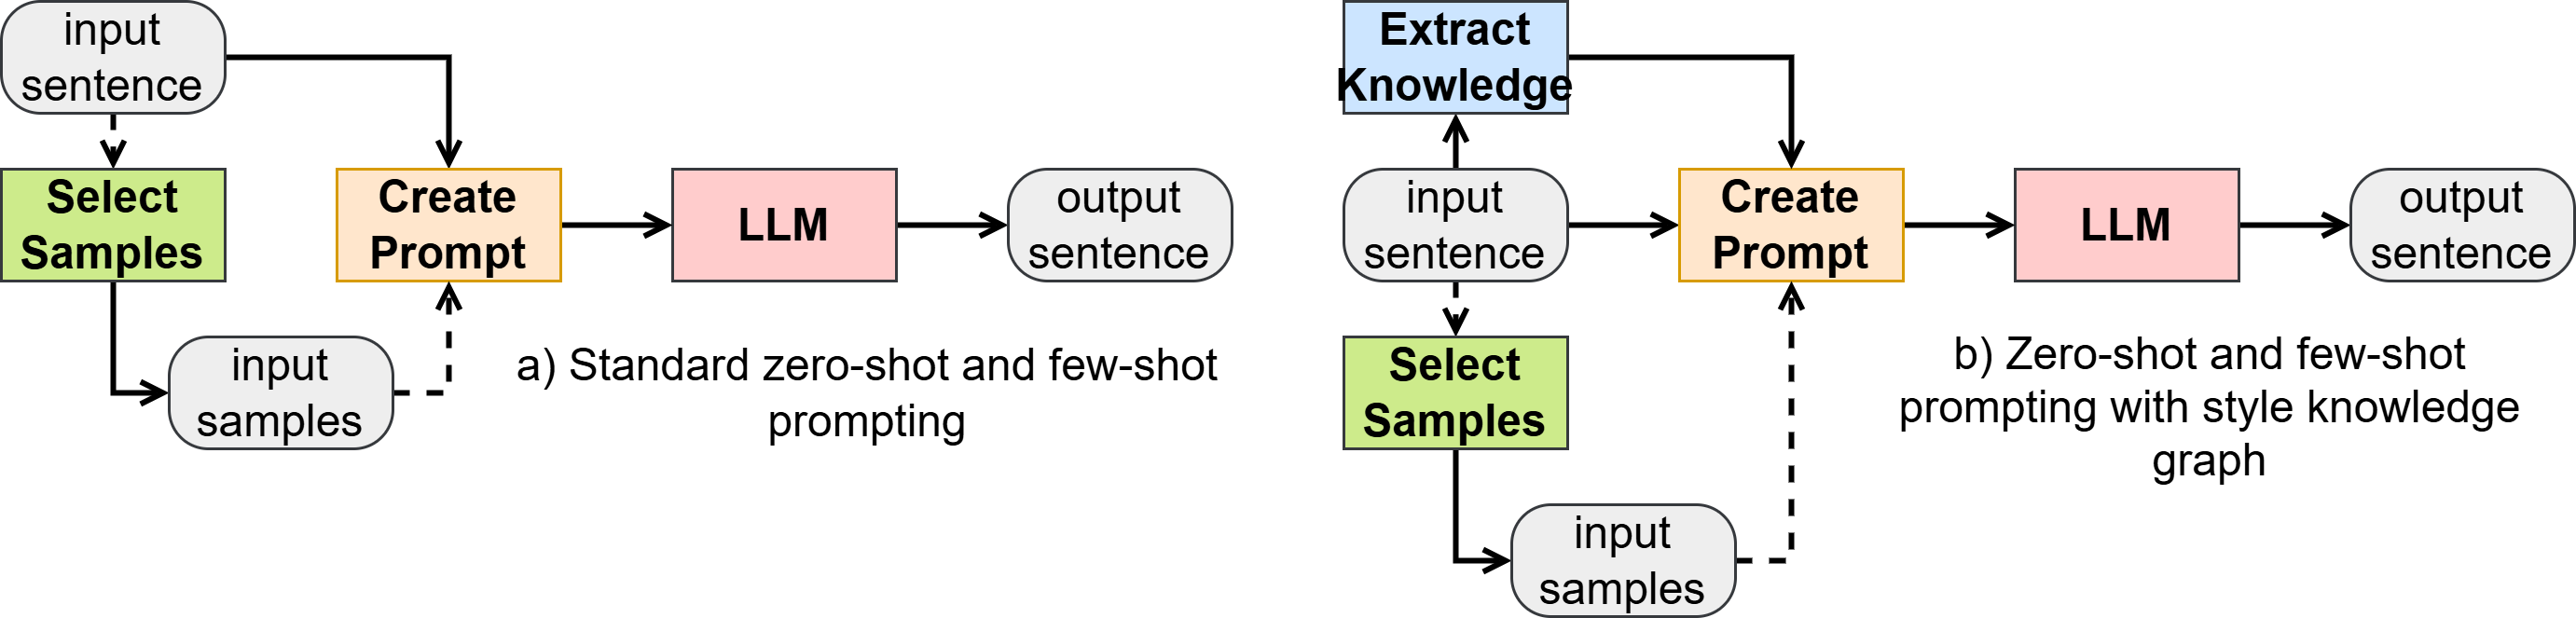 input
sentence
Select
Samples
input
samples
Create
Prompt
LLM
output
sentence
a) Standard zero-shot and few-shot
prompting
Extract
Knowledge
input
sentence
Select
Samples
input
samples
Create
Prompt
LLM
output
sentence
b) Zero-shot and few-shot
prompting with style knowledge
graph